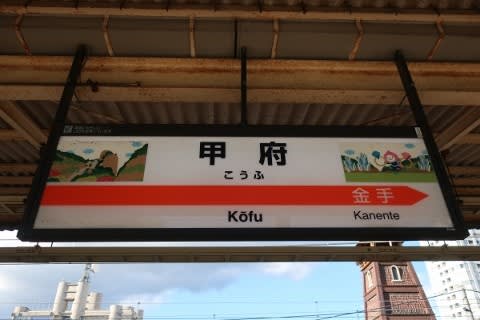 甲府
こうふ
金手
Kōfu
Kanente